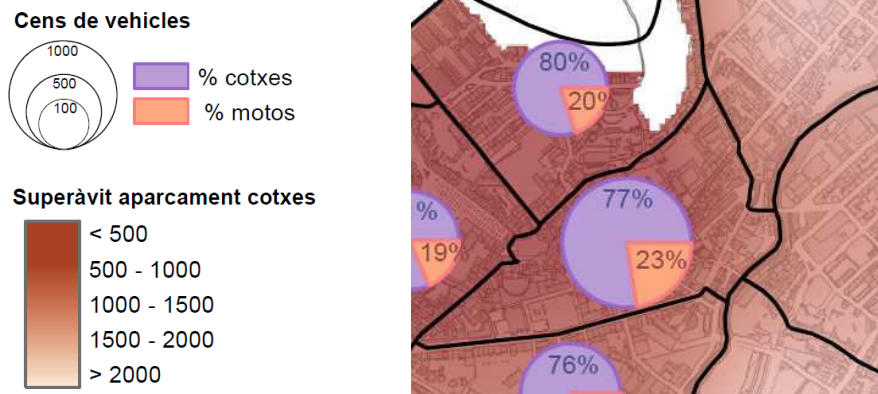 Cens de vehicles
1000
500
100
% cotxes
% motos
Superàvit aparcament cotxes
< 500
500 - 1000
1000 - 1500
1500 - 2000
> 2000
80%
20%
77%
23%
%
19%
76%